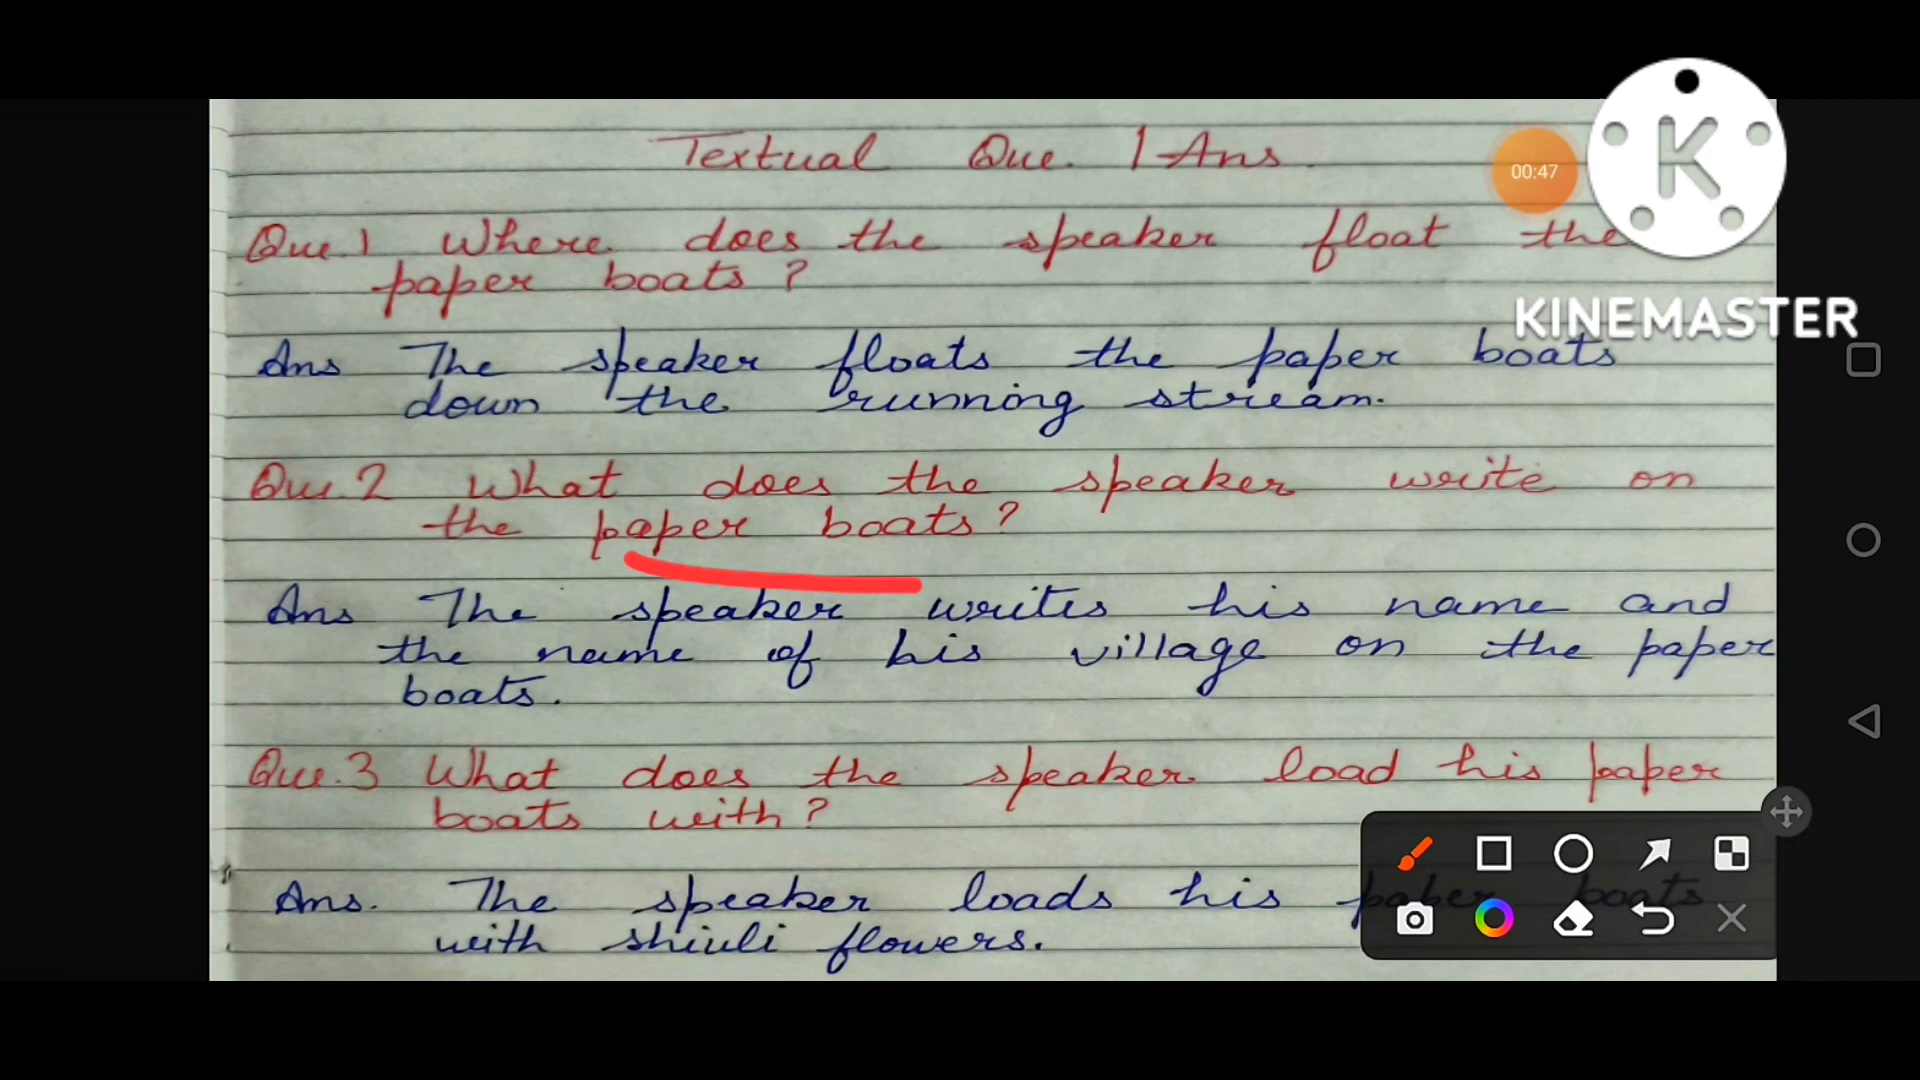 Textual Que. / Ans.
00:47
K
KINEMASTER
Que.1 Where does the speaker float the
paper boats?
Ans The speaker floats the paper boats
down the running stream.
Que.2 What does the speaker write on
the paper boats?
Ans The speaker writes his name and
the name of his village on the paper
boats.
Que.3 What does the speaker load his paper
boats with?
Ans. The speaker loads his paper boats
with shiuli flowers.